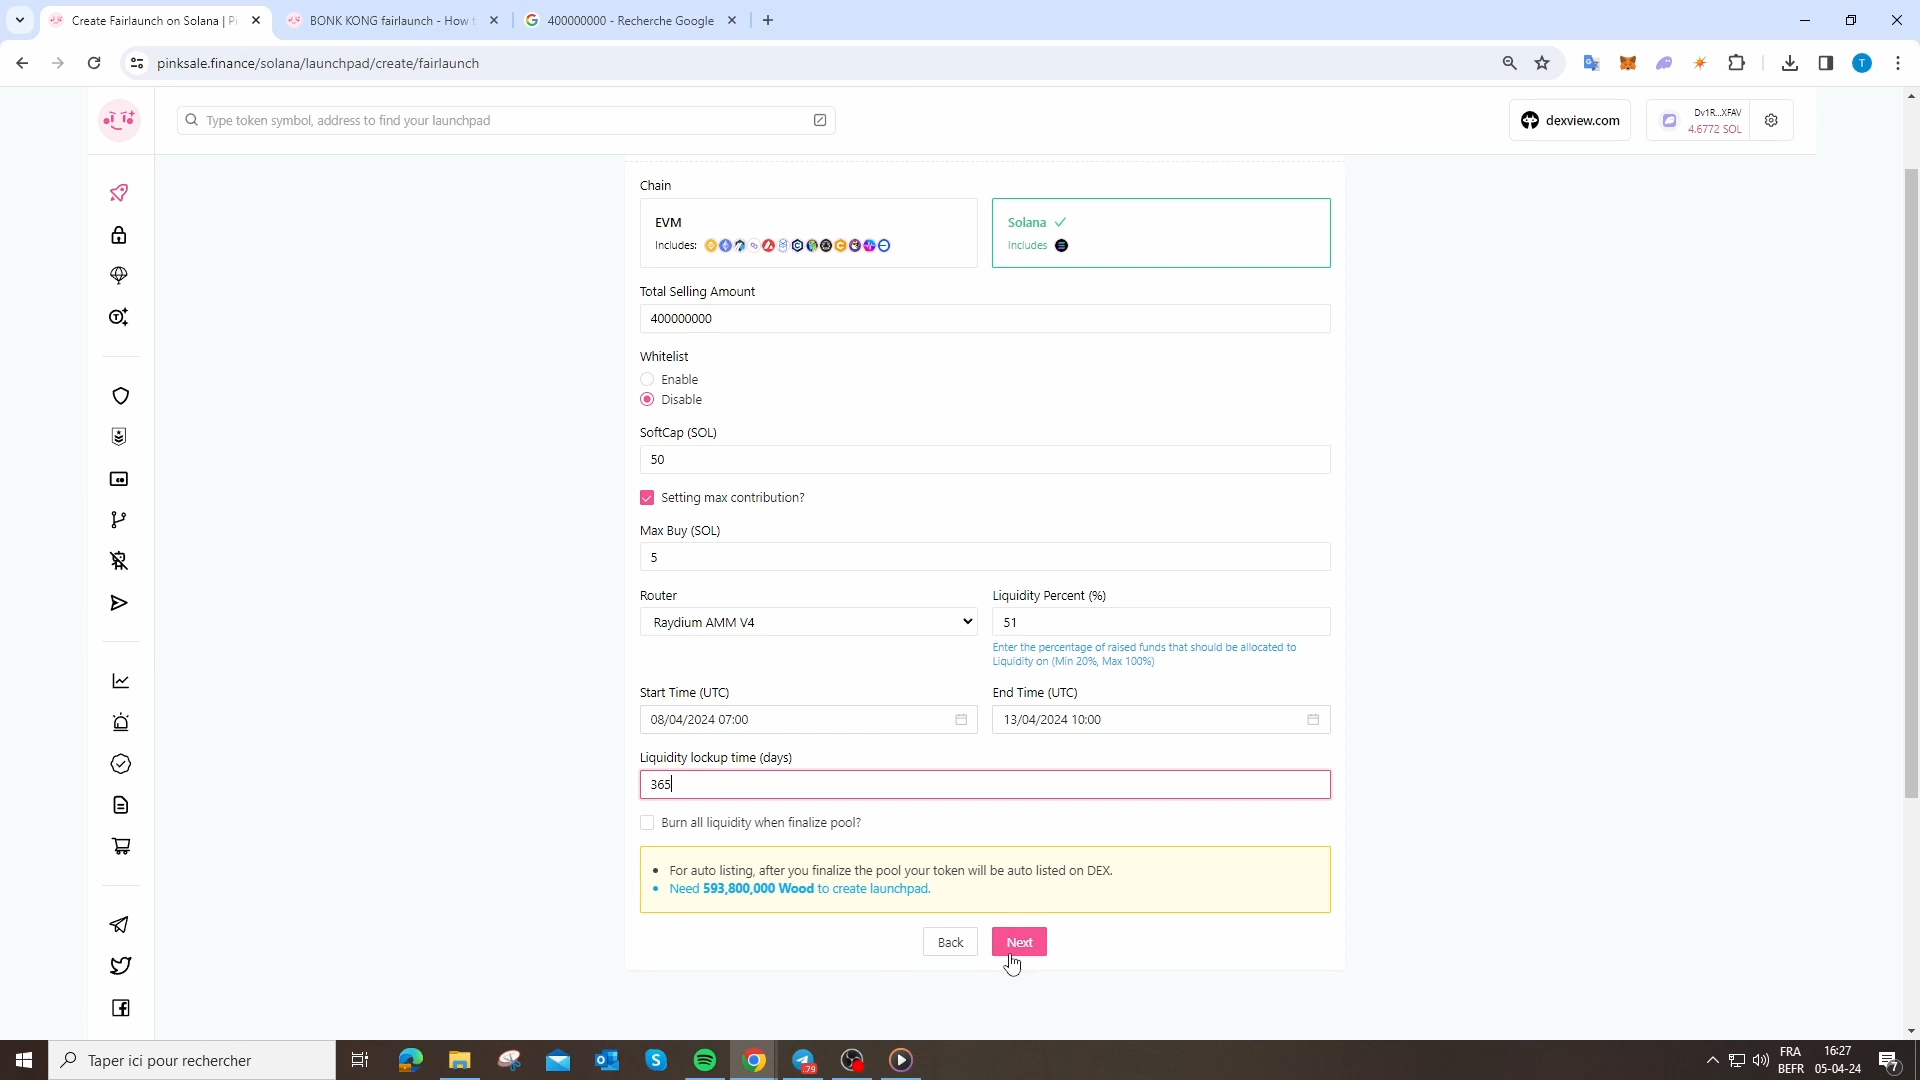 Create Fairlaunch on Solana | Pi
BONK KONG fairlaunch - How t
400000000 - Recherche Google
pinksale.finance/solana/launchpad/create/fairlaunch
T
Type token symbol, address to find your launchpad
dexview.com
Dv1R...XFAV
4.6772 SOL
Chain
EVM
Includes:
Solana
Includes
Total Selling Amount
400000000
Whitelist
Enable
Disable
SoftCap (SOL)
50
Setting max contribution?
Max Buy (SOL)
5
Router
Liquidity Percent (%)
Raydium AMM V4
51
Enter the percentage of raised funds that should be allocated to
Liquidity on (Min 20%, Max 100%)
Start Time (UTC)
End Time (UTC)
08/04/2024 07:00
13/04/2024 10:00
Liquidity lockup time (days)
365
Burn all liquidity when finalize pool?
For auto listing, after you finalize the pool your token will be auto listed on DEX.
Need 593,800,000 Wood to create launchpad.
Back
Next
Taper ici pour rechercher
79
FRA
BEFR
16:27
05-04-24
7